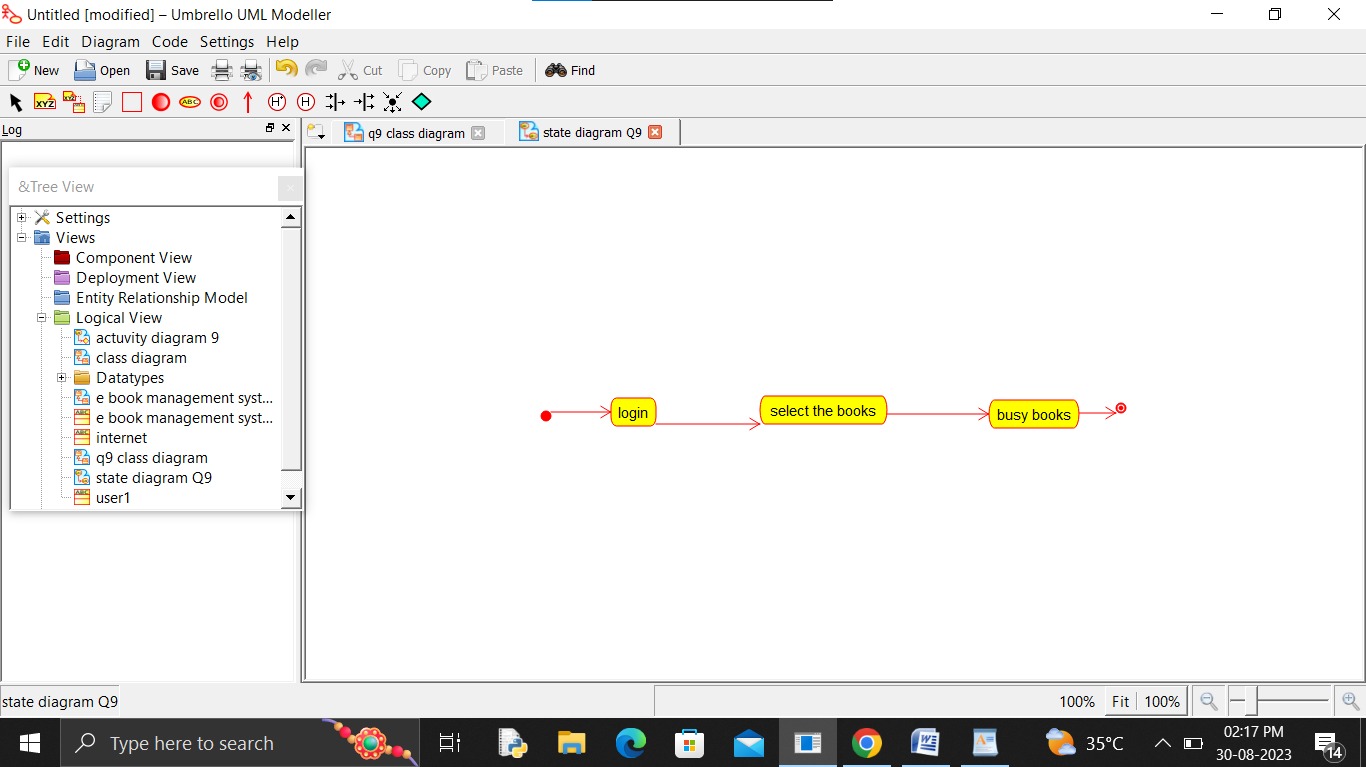 Untitled [modified] – Umbrello UML Modeller
File Edit Diagram Code Settings Help
New Open Save Cut Copy Paste Find
XYZ XYZ ABC H* H
Log
q9 class diagram state diagram Q9
&Tree View
Settings
Views
Component View
Deployment View
Entity Relationship Model
Logical View
actuvity diagram 9
class diagram
Datatypes
e book management syst...
e book management syst...
internet
q9 class diagram
state diagram Q9
user1
login
select the books
busy books
state diagram Q9
100% Fit 100%
Type here to search
35°C
02:17 PM
30-08-2023
14